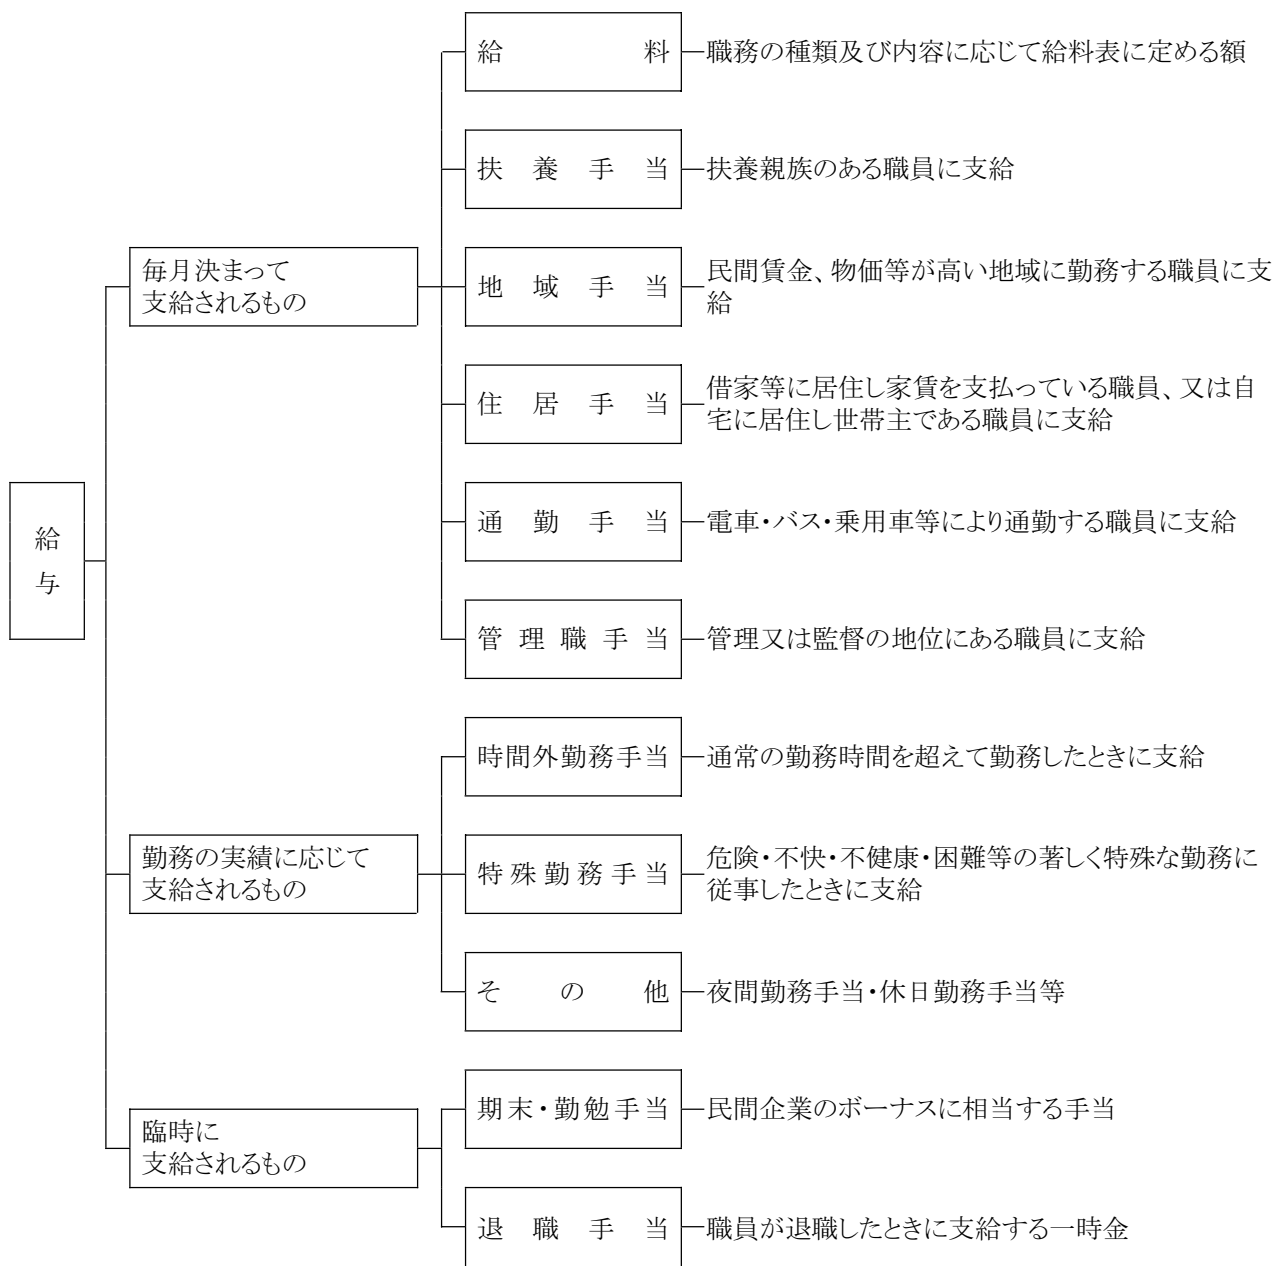 給料
職務の種類及び内容に応じて給料表に定める額
扶養手当
扶養親族のある職員に支給
毎月決まって
支給されるもの
地域手当
民間賃金、物価等が高い地域に勤務する職員に支
給
住居手当
借家等に居住し家賃を支払っている職員、又は自
宅に居住し世帯主である職員に支給
給
与
通勤手当
電車・バス・乗用車等により通勤する職員に支給
管理職手当
管理又は監督の地位にある職員に支給
時間外勤務手当
通常の勤務時間を超えて勤務したときに支給
勤務の実績に応じて
支給されるもの
特殊勤務手当
危険・不快・不健康・困難等の著しく特殊な勤務に
従事したときに支給
その他
夜間勤務手当・休日勤務手当等
臨時に
支給されるもの
期末・勤勉手当
民間企業のボーナスに相当する手当
退職手当
職員が退職したときに支給する一時金